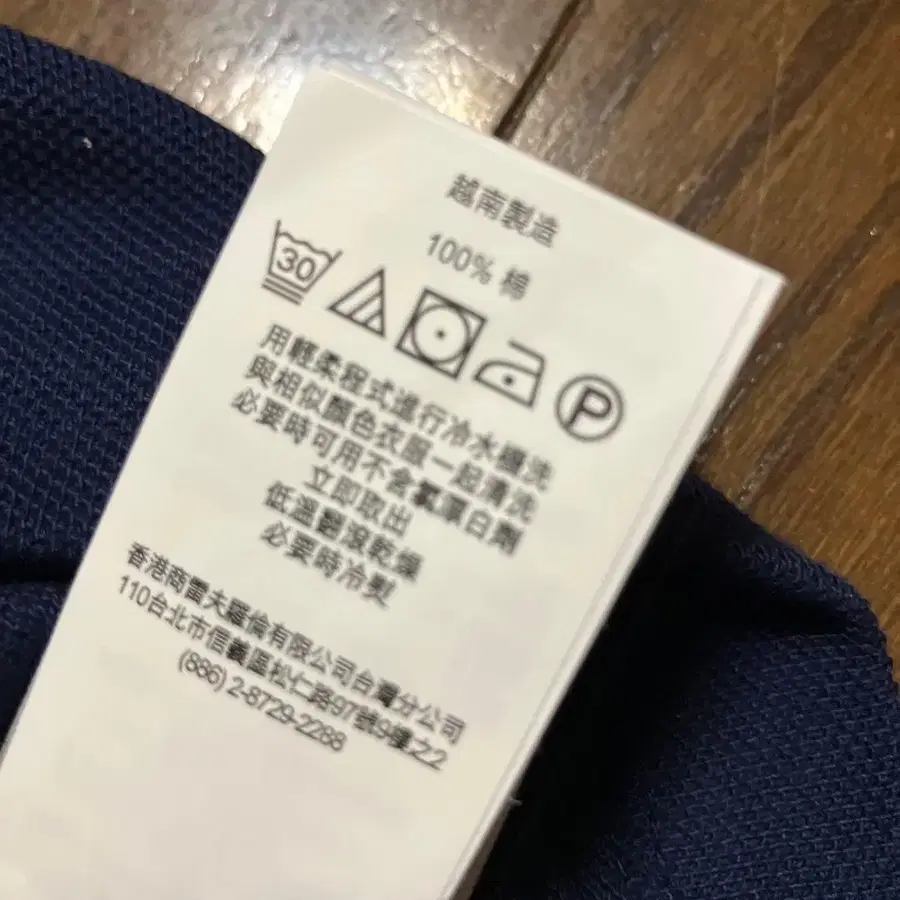 越南製造
100% 棉
30
P
用輕柔程式進行冷水機洗
與相似顏色衣服一起清洗
必要時可用不含氯漂白劑
立即取出
低溫翻滾乾燥
必要時冷熨
香港商雷夫羅倫有限公司台灣分公司
110台北市信義區松仁路97號9樓之2
(886) 2-8729-2288